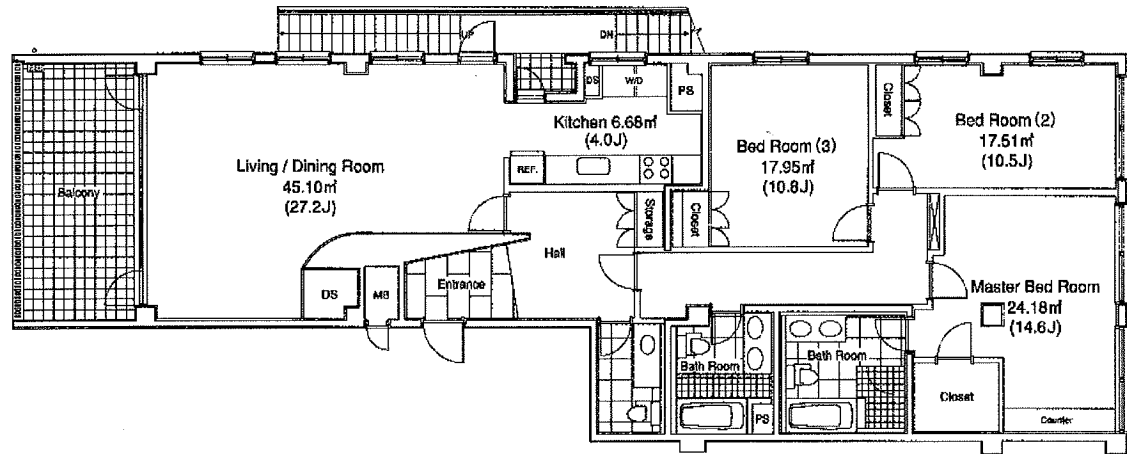 UP
DN
DS
W/D
PS
Kitchen 6.68㎡
(4.0J)
REF.
Living / Dining Room
45.10㎡
(27.2J)
Balcony
Bed Room (3)
17.95㎡
(10.8J)
Closet
Bed Room (2)
17.51㎡
(10.5J)
Closet
Storage
Hall
Entrance
DS
MB
Master Bed Room
24.18㎡
(14.6J)
Bath Room
Bath Room
PS
Closet
Counter